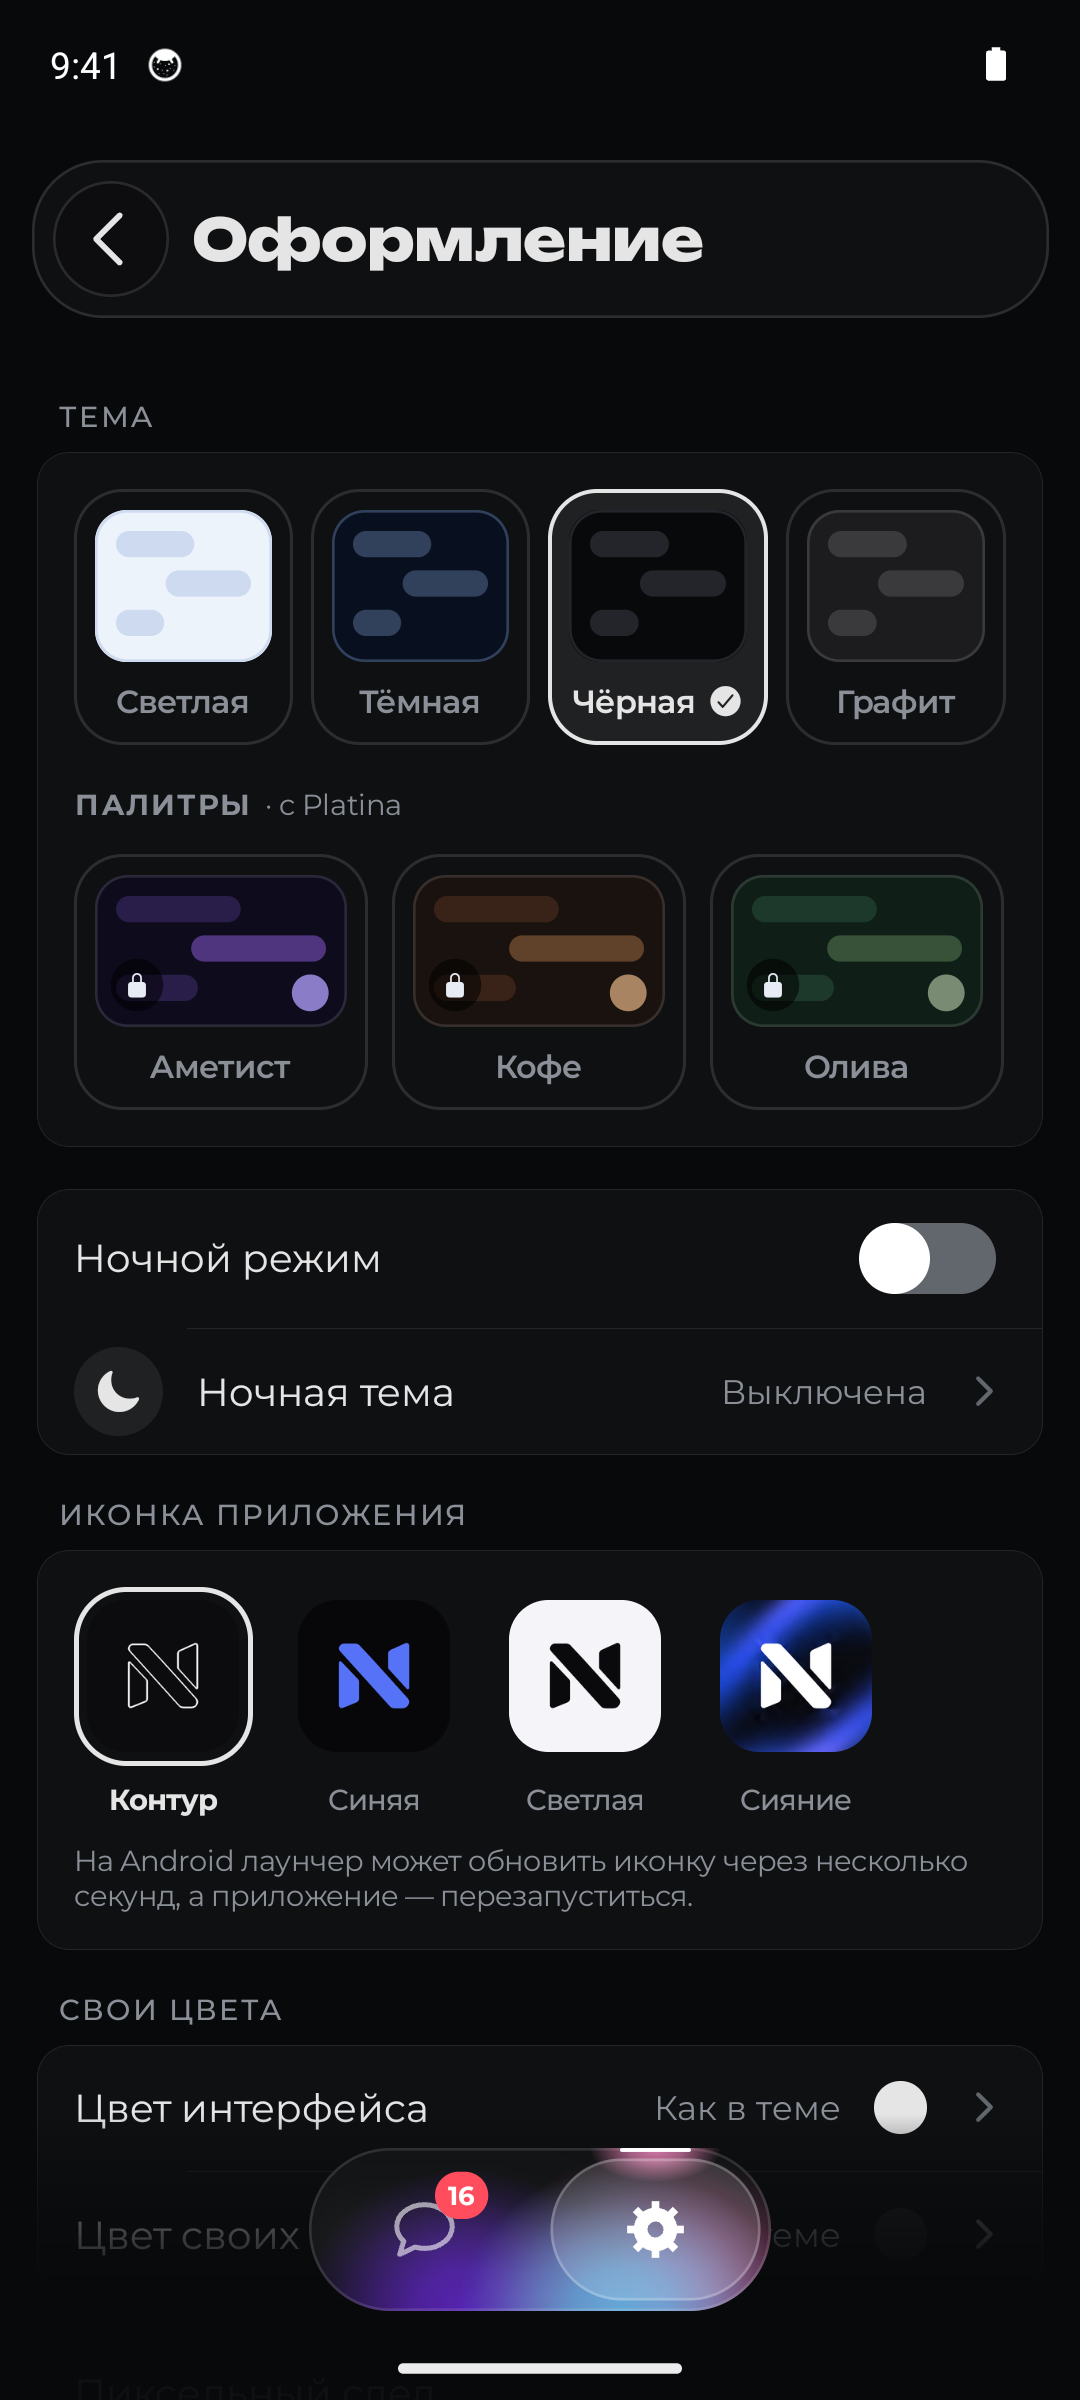 9:41
Оформление
ТЕМА
Светлая
Тёмная
Чёрная
Графит
ПАЛИТРЫ · с Platina
Аметист
Кофе
Олива
Ночной режим
Ночная тема
Выключена
ИКОНКА ПРИЛОЖЕНИЯ
Контур
Синяя
Светлая
Сияние
На Android лаунчер может обновить иконку через несколько
секунд, а приложение — перезапуститься.
СВОИ ЦВЕТА
Цвет интерфейса
Как в теме
16
Цвет своих
Пиксельный след